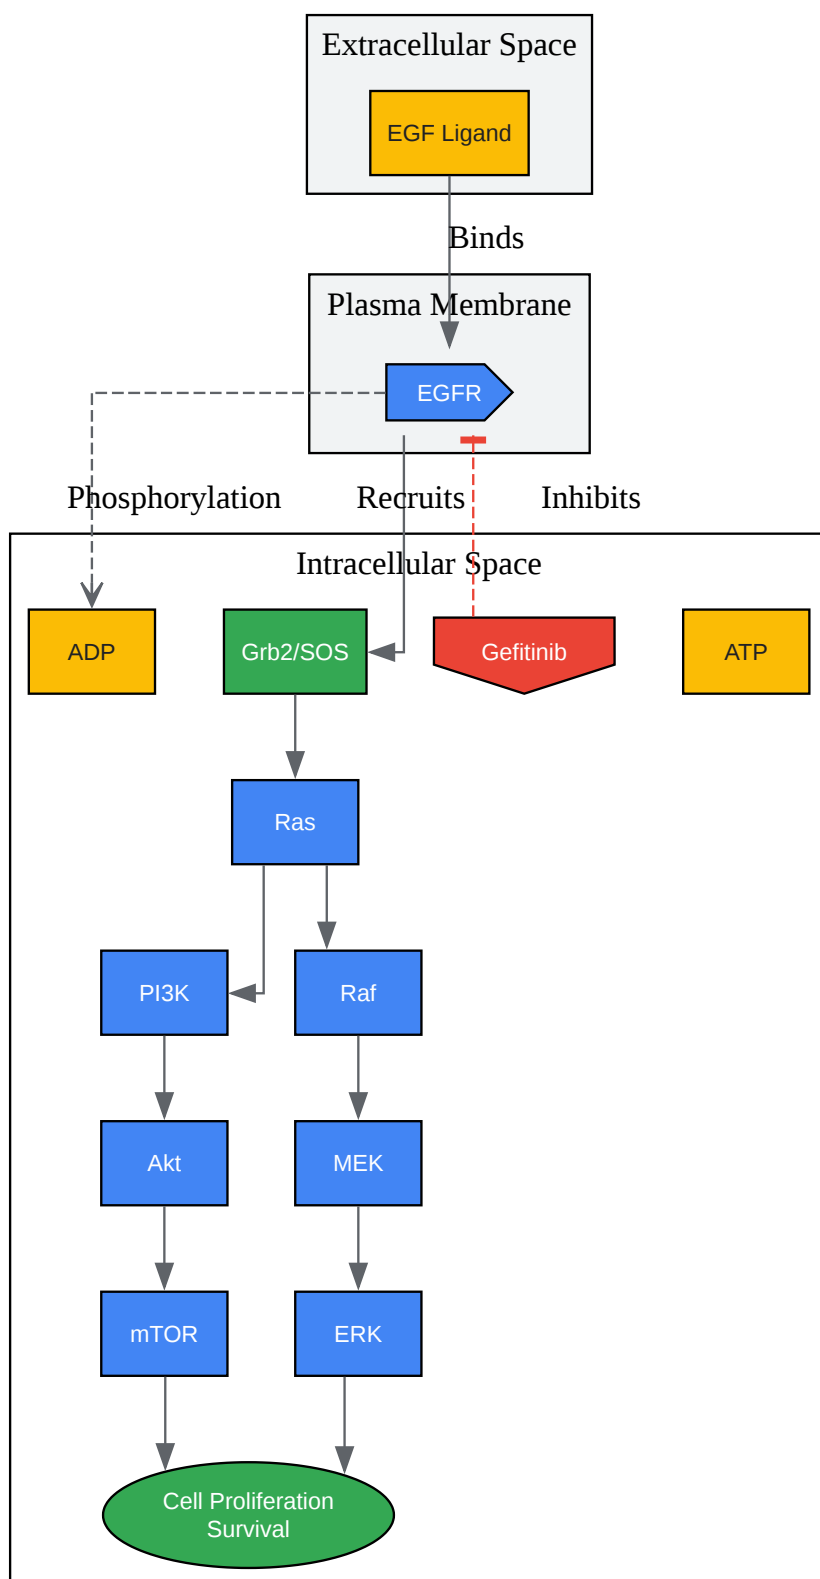 Extracellular Space
EGF Ligand
Binds
Plasma Membrane
EGFR
Phosphorylation
Recruits
Inhibits
Intracellular Space
ADP
Grb2/SOS
Gefitinib
ATP
Ras
PI3K
Raf
Akt
MEK
mTOR
ERK
Cell Proliferation
Survival